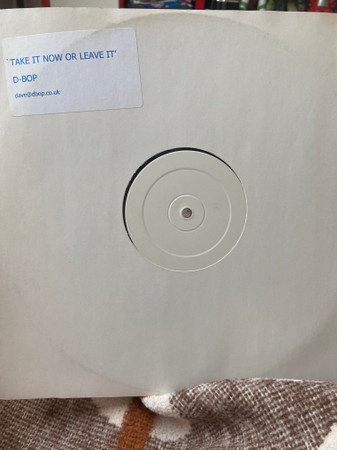 'TAKE IT NOW OR LEAVE IT'
D-BOP
dave@dbop.co.uk